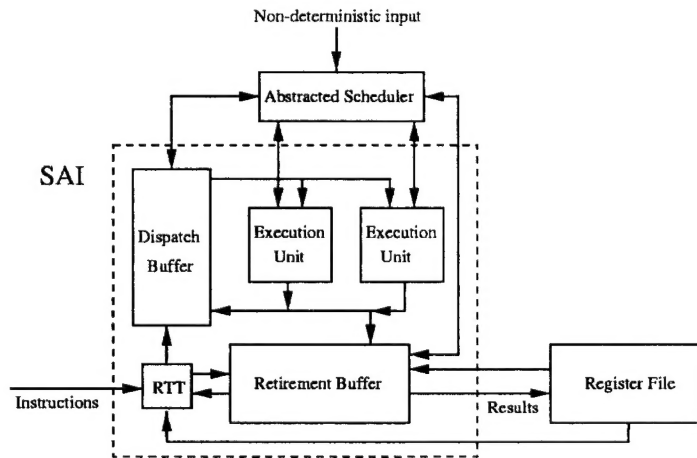 Non-deterministic input
Abstracted Scheduler
SAI
Dispatch
Buffer
Execution
Unit
Execution
Unit
RTT
Retirement Buffer
Register File
Instructions
Results